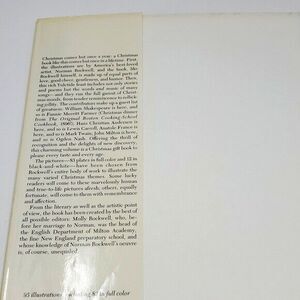 Christmas comes but once a year; a Christmas
book like this comes but once in a lifetime. First,
the illustrations are by America's best-loved
artist, Norman Rockwell, and the book, like
Rockwell himself, is made up of equal parts of
love, good cheer, gentleness, and humor. Then
this rich Yuletide feast includes not only stories
and poems but the words and music of many
songs—and they run the full gamut of Christ-
mas moods, from tender reminiscence to rollick-
ing jollity. The contributors make up a guest list
of greatness: William Shakespeare is here, and
so is Fannie Merritt Farmer (Christmas dinner
from The Original Boston Cooking-School
Cookbook, 1896!). Hans Christian Andersen is
here, and so is Lewis Carroll, Anatole France is
here and so is Mark Twain; John Milton is here,
and so is Ogden Nash. Offering the thrill of
recognition and the delights of new discovery,
this charming volume is a Christmas gift book to
please every taste and every age.
The pictures—83 plates in full color and 12 in
black-and-white—have been chosen from
Rockwell's entire body of work to illustrate the
many varied Christmas themes. Some lucky
readers will come to these marvelously human
and true-to-life pictures afresh; others, equally
fortunate, will come to them with remembrance
and affection.
From the literary as well as the artistic point
of view, the book has been created by the best of
all possible editors: Molly Rockwell, who, be-
fore her marriage to Norman, was the head of
the English Department of Milton Academy,
the fine New England preparatory school, and
whose knowledge of Norman Rockwell's oeuvre
is, of course, unequaled.
95 illustrations, including 83 in full color